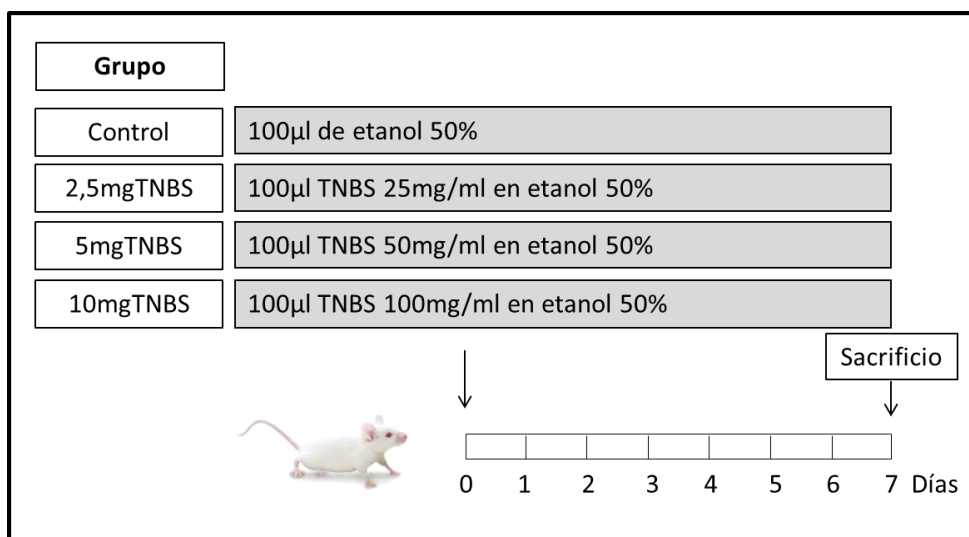 Grupo
Control
100µl de etanol 50%
2,5mgTNBS
100µl TNBS 25mg/ml en etanol 50%
5mgTNBS
100µl TNBS 50mg/ml en etanol 50%
10mgTNBS
100µl TNBS 100mg/ml en etanol 50%
Sacrificio
0 1 2 3 4 5 6 7 Días